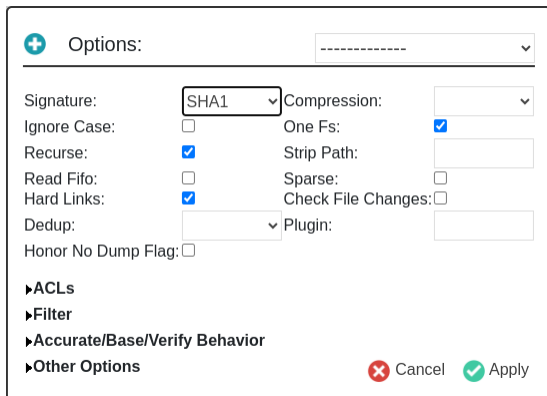 Options: -------------
Signature: SHA1 Compression:
Ignore Case: One Fs:
Recurse: Strip Path:
Read Fifo: Sparse:
Hard Links: Check File Changes:
Dedup: Plugin:
Honor No Dump Flag:
ACLs
Filter
Accurate/Base/Verify Behavior
Other Options
Cancel Apply